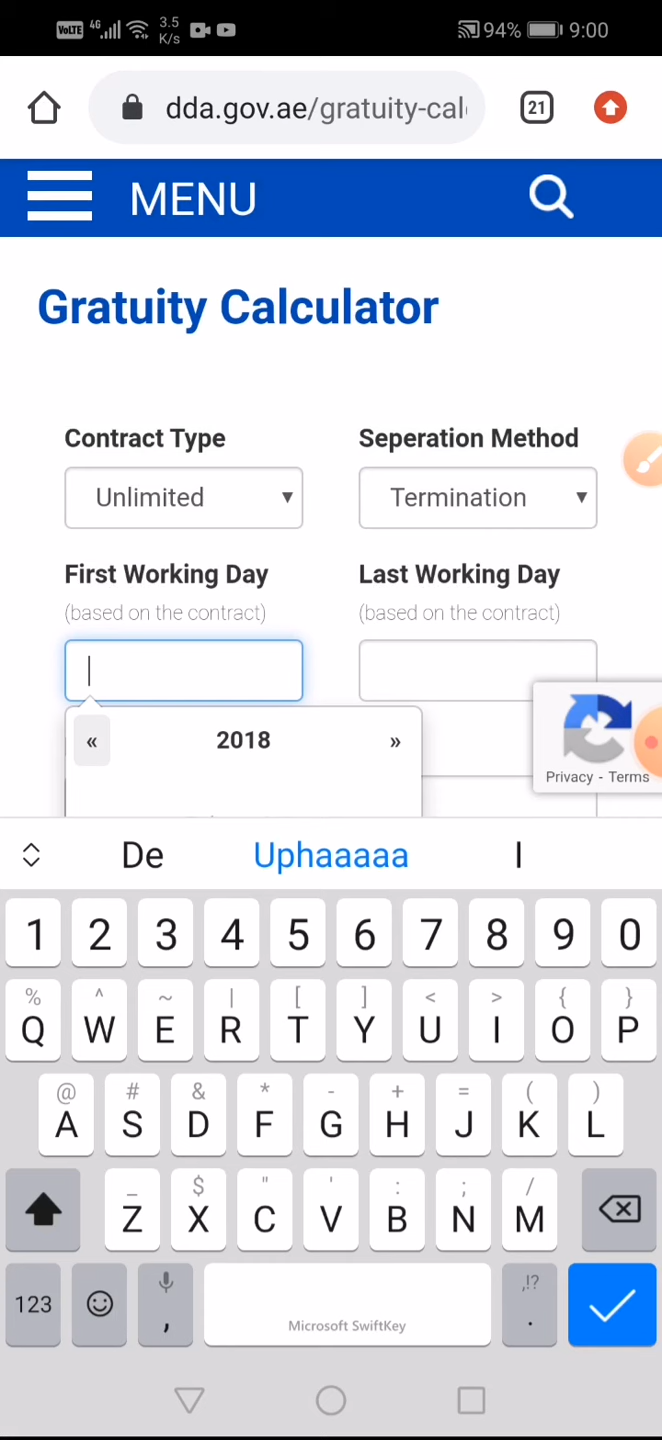 VoLTE 4G 3.5 K/s 94% 9:00
dda.gov.ae/gratuity-cal 21
MENU
Gratuity Calculator
Contract Type Seperation Method
Unlimited Termination
First Working Day Last Working Day
(based on the contract) (based on the contract)
« 2018 »
Privacy - Terms
De Uphaaaaa I
1 2 3 4 5 6 7 8 9 0
% ^ ~ | [ ] < > { }
Q W E R T Y U I O P
@ # & * - + = ( )
A S D F G H J K L
_ $ " ' : ; /
Z X C V B N M
123 , Microsoft SwiftKey ,!? .